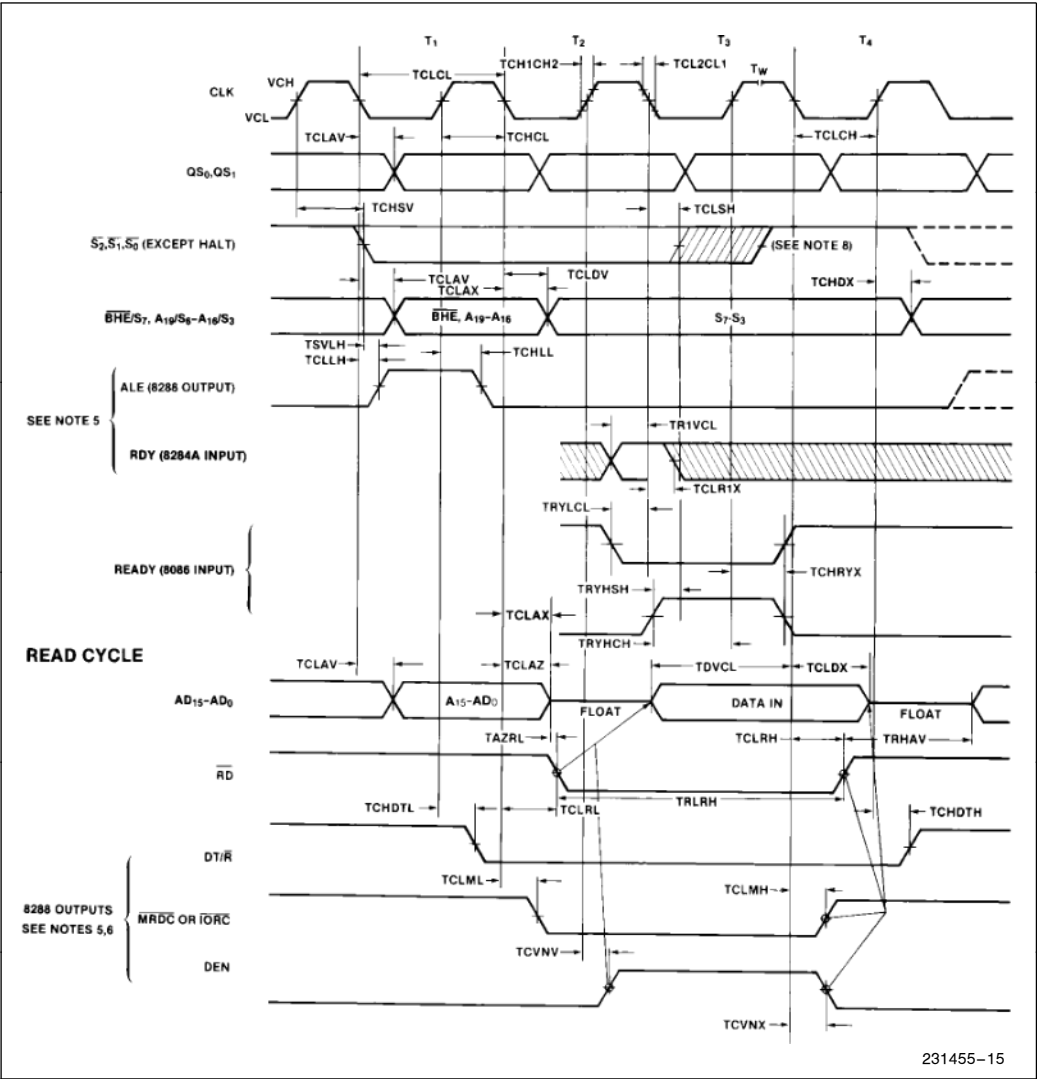 T1 T2 T3 T4
TCH1CH2 TCL2CL1
TCLCL TW
VCH
CLK
VCL
TCLAV TCHCL TCLCH
QS0,QS1
TCHSV TCLSH
S2,S1,S0 (EXCEPT HALT) (SEE NOTE 8)
TCLAV TCLDV
TCLAX TCHDX
BHE/S7, A19/S6–A16/S3 BHE, A19–A16 S7-S3
TSVLH TCHLL
TCLLH
ALE (8288 OUTPUT)
SEE NOTE 5
TR1VCL
RDY (8284A INPUT)
TCLR1X
TRYLCL
READY (8086 INPUT)
TCHRYX
TRYHSH
TCLAX
TRYHCH
READ CYCLE
TCLAV TCLAZ TDVCL TCLDX
AD15–AD0 A15–AD0 FLOAT DATA IN FLOAT
TAZRL TCLRH TRHAV
RD
TRLRH
TCHDTL TCLRL TCHDTH
DT/R
TCLML TCLMH
8288 OUTPUTS
SEE NOTES 5,6
MRDC OR IORC
TCVNV
DEN
TCVNX
231455–15